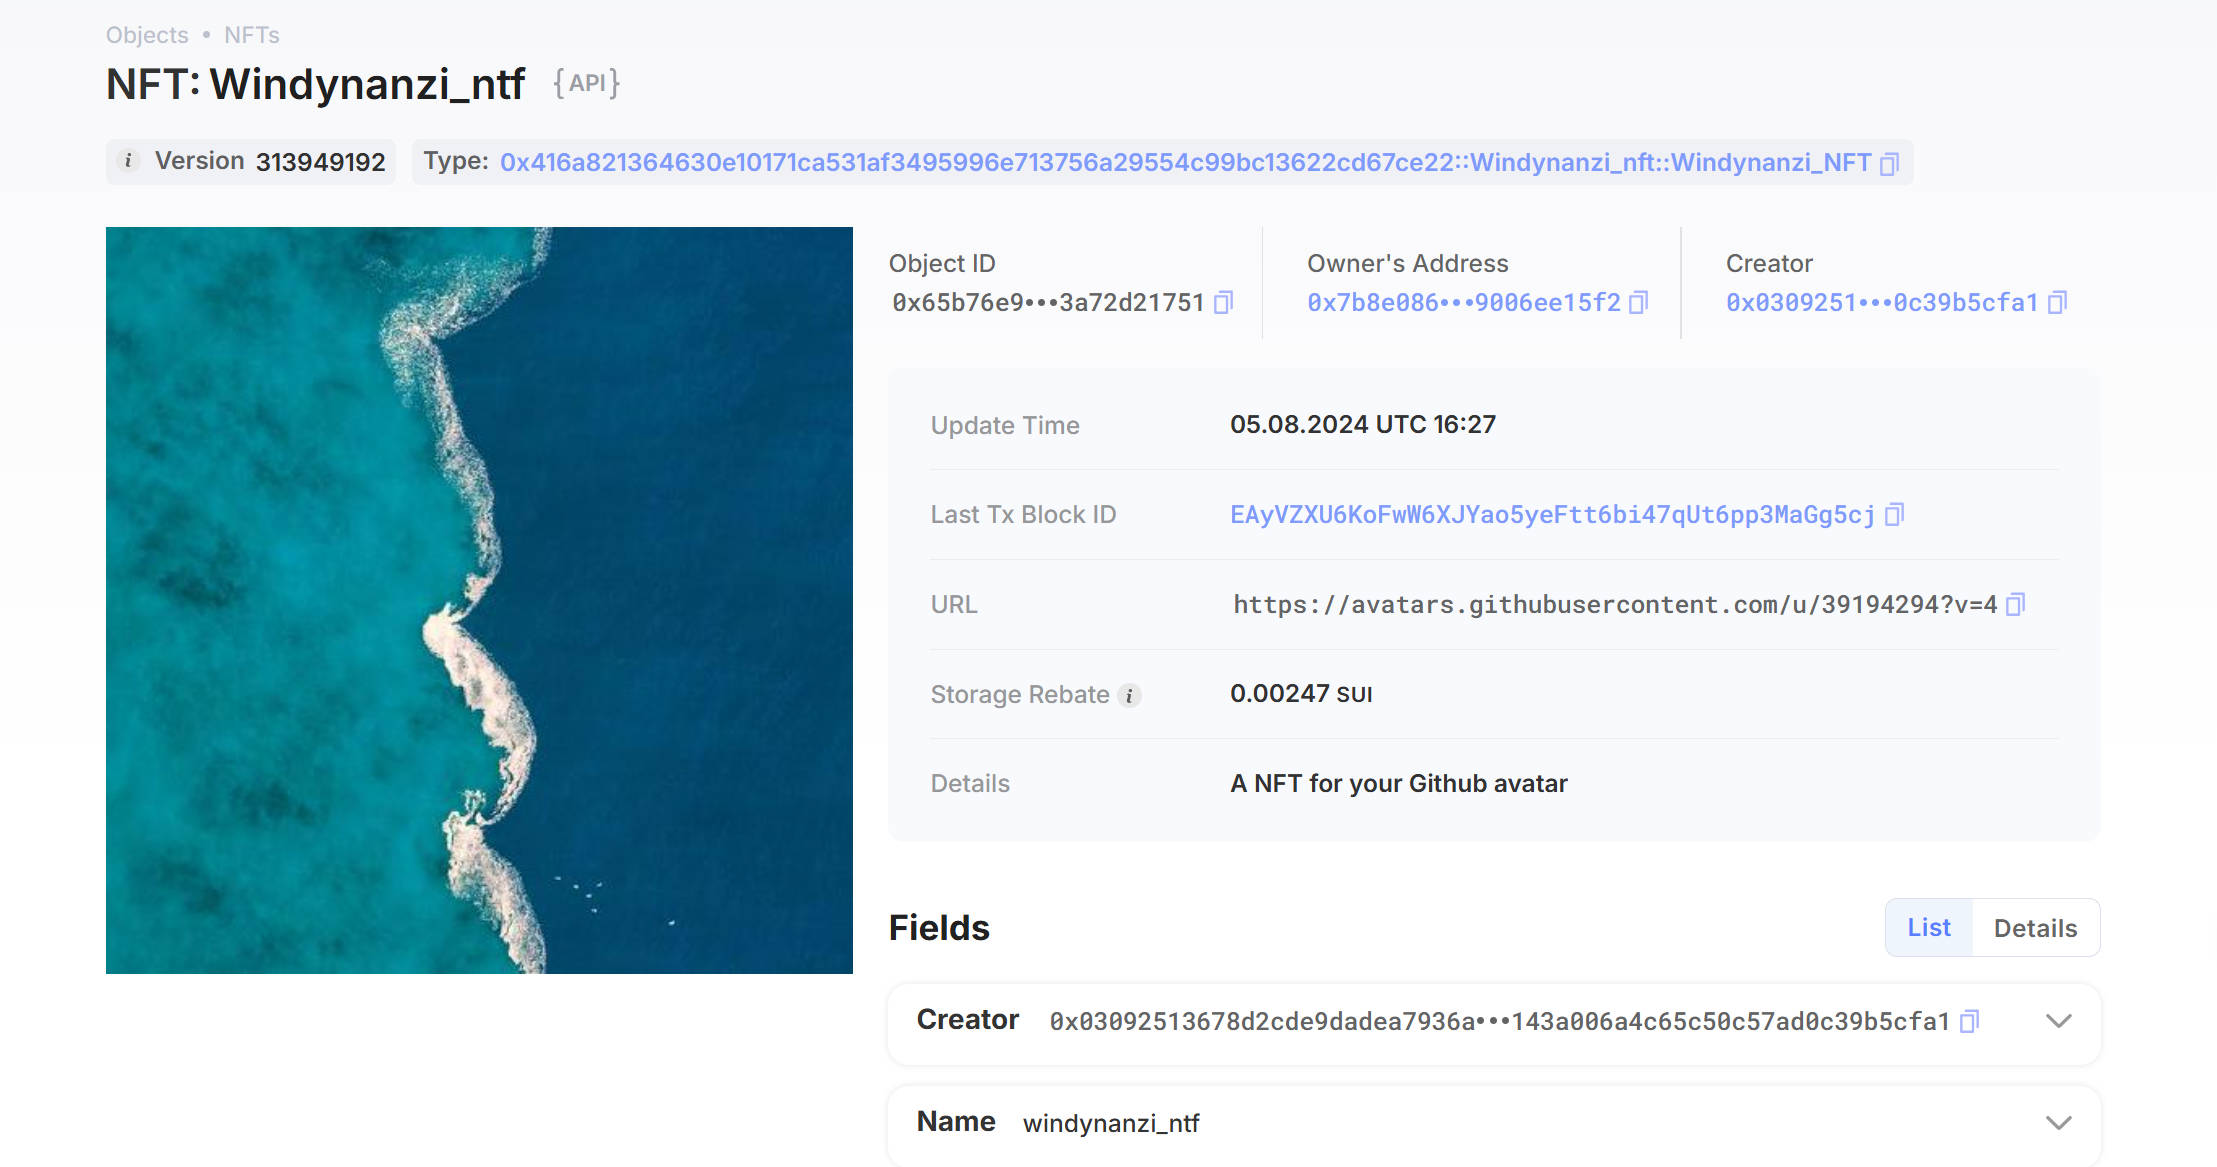 Objects • NFTs
NFT: Windynanzi_ntf {API}
i Version 313949192 Type: 0x416a821364630e10171ca531af3495996e713756a29554c99bc13622cd67ce22::Windynanzi_nft::Windynanzi_NFT
Object ID
0x65b76e9•••3a72d21751
Owner's Address
0x7b8e086•••9006ee15f2
Creator
0x0309251•••0c39b5cfa1
Update Time 05.08.2024 UTC 16:27
Last Tx Block ID EAyVZXU6KoFwW6XJYao5yeFtt6bi47qUt6pp3MaGg5cj
URL https://avatars.githubusercontent.com/u/39194294?v=4
Storage Rebate i 0.00247 SUI
Details A NFT for your Github avatar
Fields
List Details
Creator 0x03092513678d2cde9dadea7936a•••143a006a4c65c50c57ad0c39b5cfa1
Name windynanzi_ntf